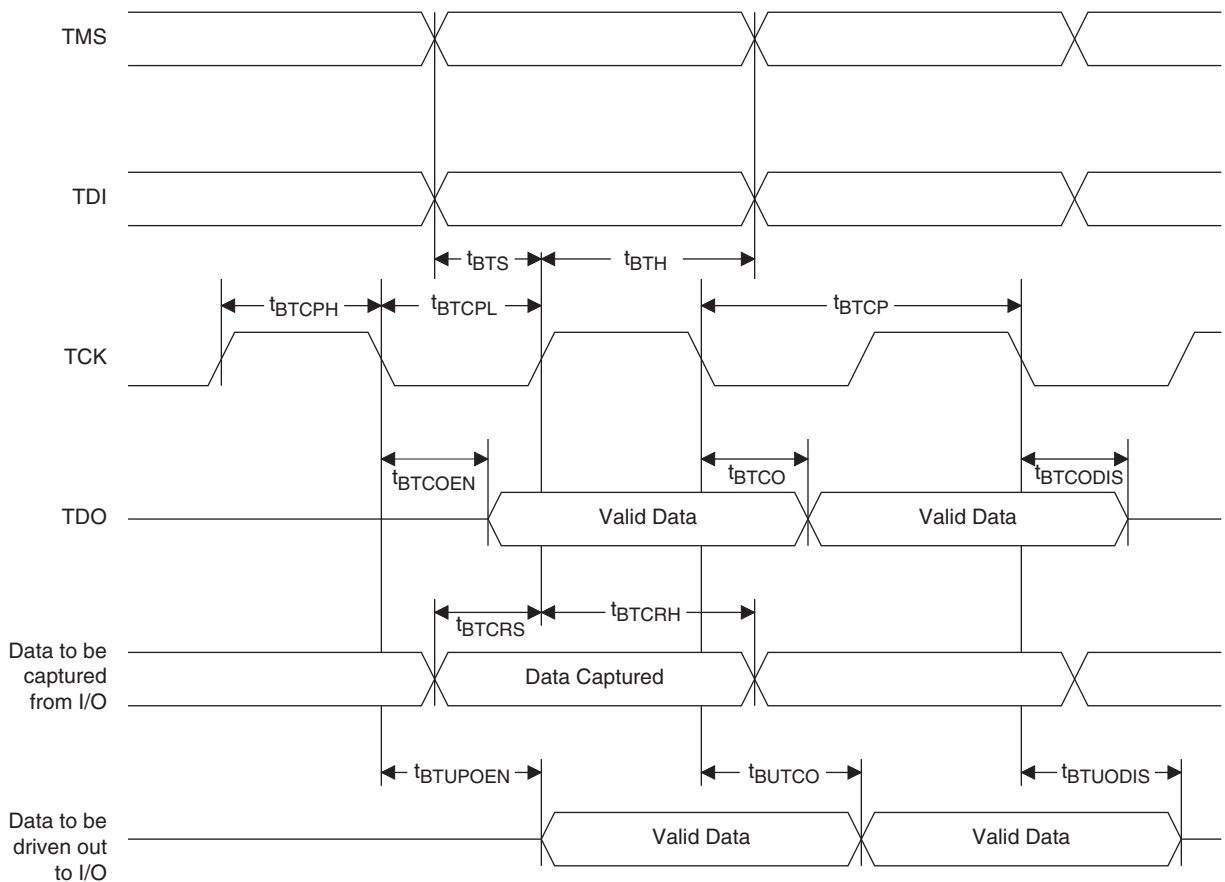 TMS
TDI
tBTS
tBTH
tBTCPH
tBTCPL
tBTCP
TCK
tBTCOEN
tBTCO
tBTCODIS
TDO
Valid Data
Valid Data
tBTCRS
tBTCRH
Data to be
captured
from I/O
Data Captured
tBTUPOEN
tBUTCO
tBTUODIS
Data to be
driven out
to I/O
Valid Data
Valid Data